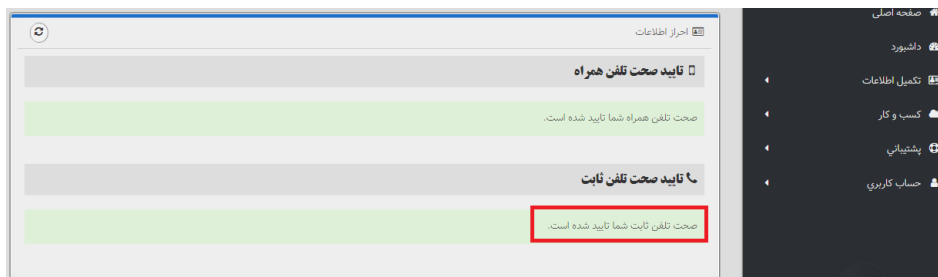 صفحه اصلی
داشبورد
تکمیل اطلاعات
کسب و کار
پشتیباني
حساب کاربري
احراز اطلاعات
تایید صحت تلفن همراه
صحت تلفن همراه شما تایید شده است.
تایید صحت تلفن ثابت
صحت تلفن ثابت شما تایید شده است.